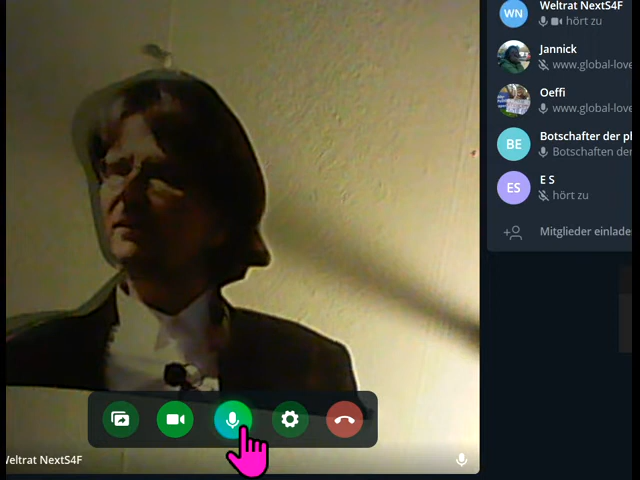 Weltrat NextS4F
WN
hört zu
Jannick
www.global-love
Oeffi
www.global-love
BE
Botschafter der pl
Botschaften der
ES
E S
hört zu
Mitglieder einlade
Weltrat NextS4F